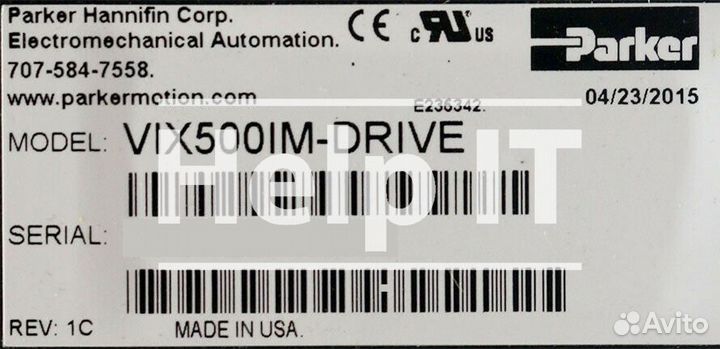 Parker Hannifin Corp.
Electromechanical Automation.
707-584-7558.
www.parkermotion.com
CE c RU us
Parker
E236342.
04/23/2015
MODEL: VIX500IM-DRIVE
Help IT
SERIAL:
REV: 1C
MADE IN USA.
Avito